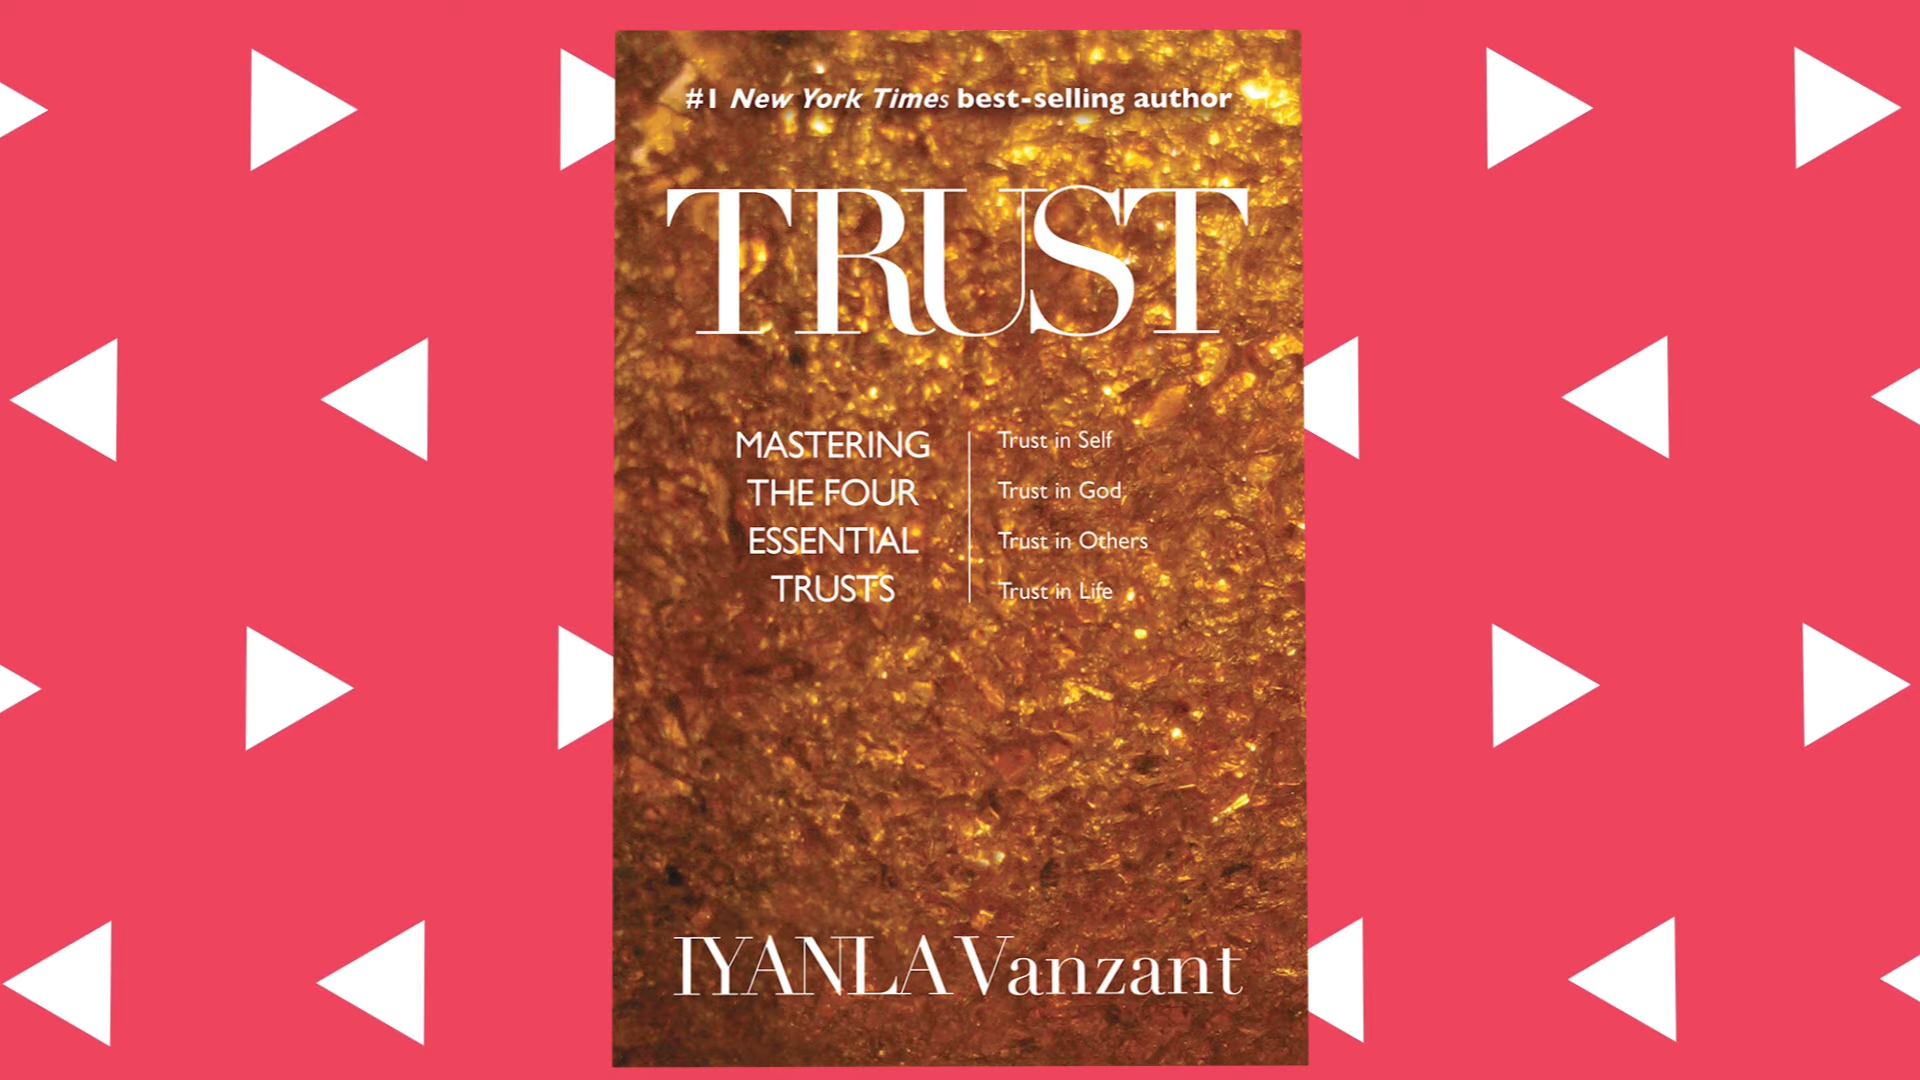 #1 New York Times best-selling author
TRUST
MASTERING
THE FOUR
ESSENTIAL
TRUSTS
Trust in Self
Trust in God
Trust in Others
Trust in Life
IYANLA Vanzant